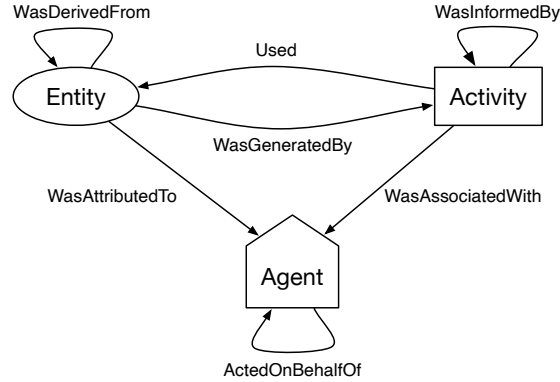 WasDerivedFrom
WasInformedBy
Used
Entity
Activity
WasGeneratedBy
WasAttributedTo
WasAssociatedWith
Agent
ActedOnBehalfOf